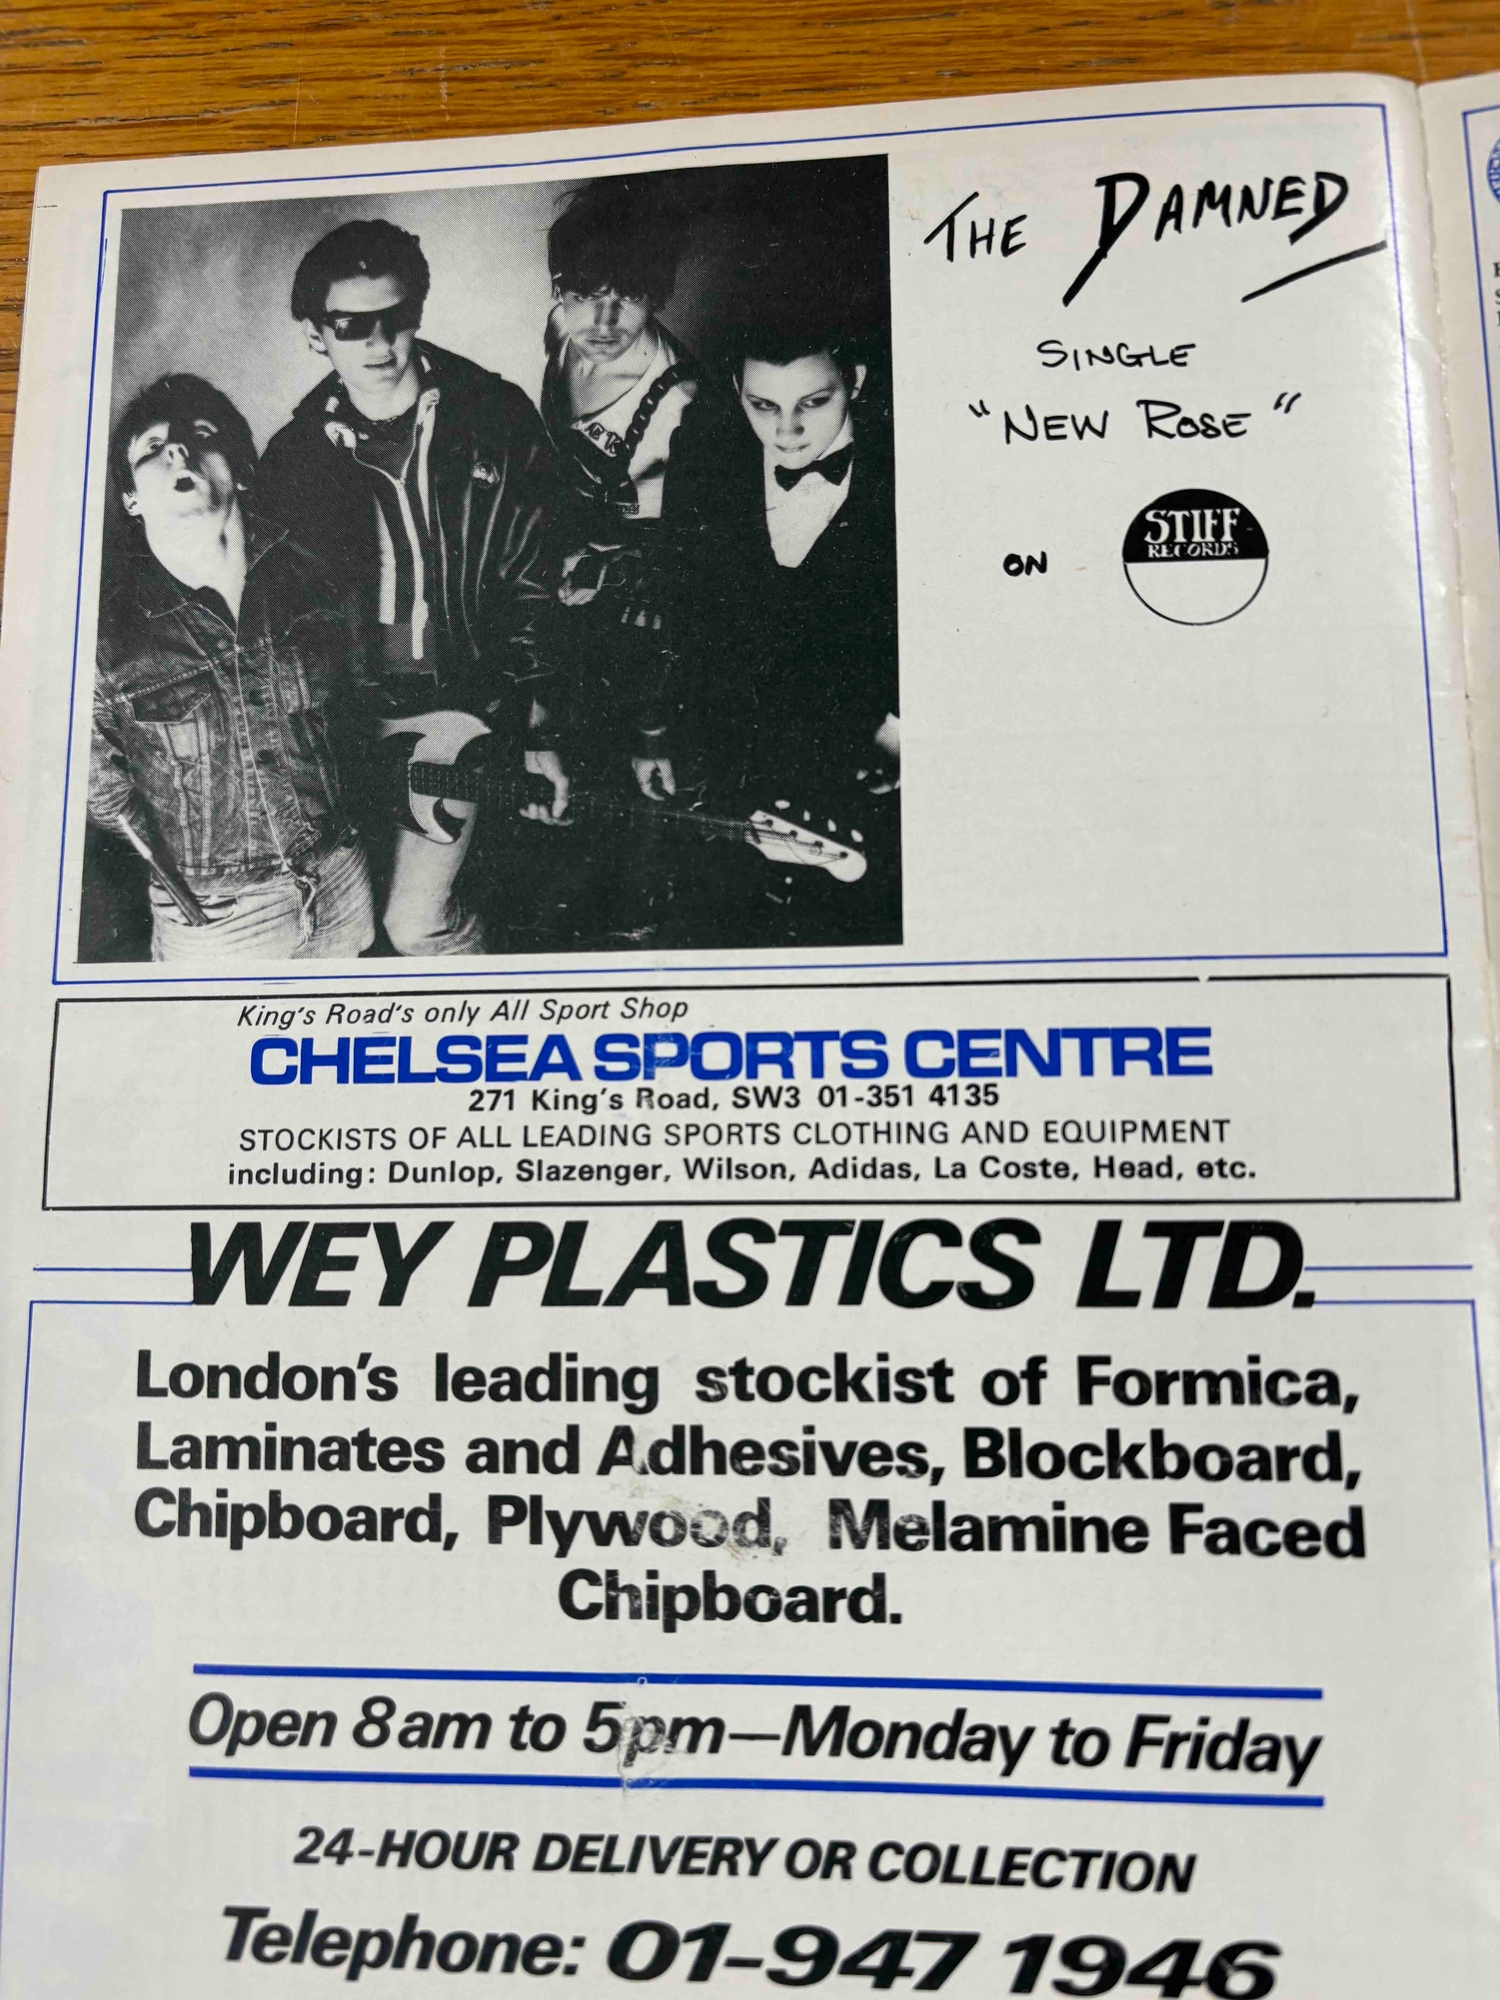 THE DAMNED
SINGLE
"NEW ROSE"
ON
STIFF
RECORDS
King's Road's only All Sport Shop
CHELSEA SPORTS CENTRE
271 King's Road, SW3 01-351 4135
STOCKISTS OF ALL LEADING SPORTS CLOTHING AND EQUIPMENT
including: Dunlop, Slazenger, Wilson, Adidas, La Coste, Head, etc.
WEY PLASTICS LTD.
London's leading stockist of Formica,
Laminates and Adhesives, Blockboard,
Chipboard, Plywood, Melamine Faced
Chipboard.
Open 8am to 5pm—Monday to Friday
24-HOUR DELIVERY OR COLLECTION
Telephone: 01-947 1946